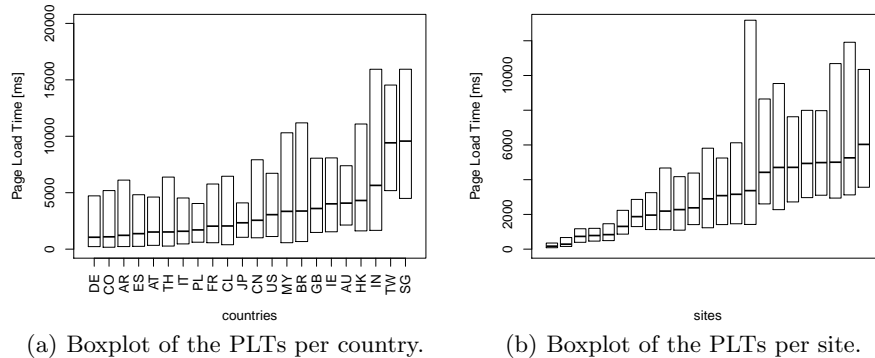 Page Load Time [ms]
0
5000
10000
15000
20000
DE CO AR ES AT TH IT PL FR CL JP CN US MY BR GB IE AU HK IN TW SG
countries
(a) Boxplot of the PLTs per country.
Page Load Time [ms]
0
2000
6000
10000
sites
(b) Boxplot of the PLTs per site.